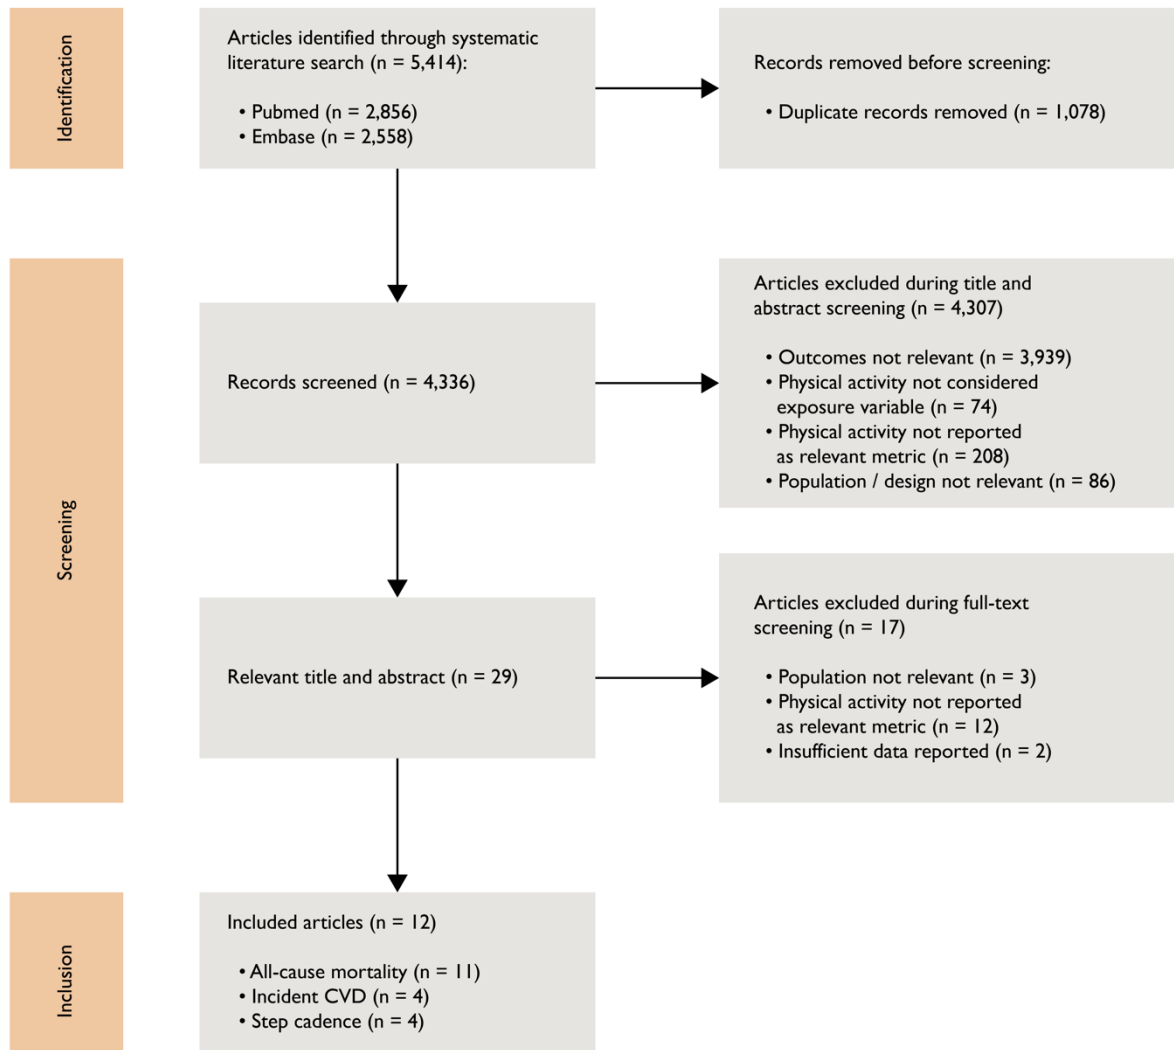 Identification
Articles identified through systematic
literature search (n = 5,414):
• Pubmed (n = 2,856)
• Embase (n = 2,558)
Records removed before screening:
• Duplicate records removed (n = 1,078)
Screening
Records screened (n = 4,336)
Articles excluded during title and
abstract screening (n = 4,307)
• Outcomes not relevant (n = 3,939)
• Physical activity not considered
exposure variable (n = 74)
• Physical activity not reported
as relevant metric (n = 208)
• Population / design not relevant (n = 86)
Relevant title and abstract (n = 29)
Articles excluded during full-text
screening (n = 17)
• Population not relevant (n = 3)
• Physical activity not reported
as relevant metric (n = 12)
• Insufficient data reported (n = 2)
Inclusion
Included articles (n = 12)
• All-cause mortality (n = 11)
• Incident CVD (n = 4)
• Step cadence (n = 4)